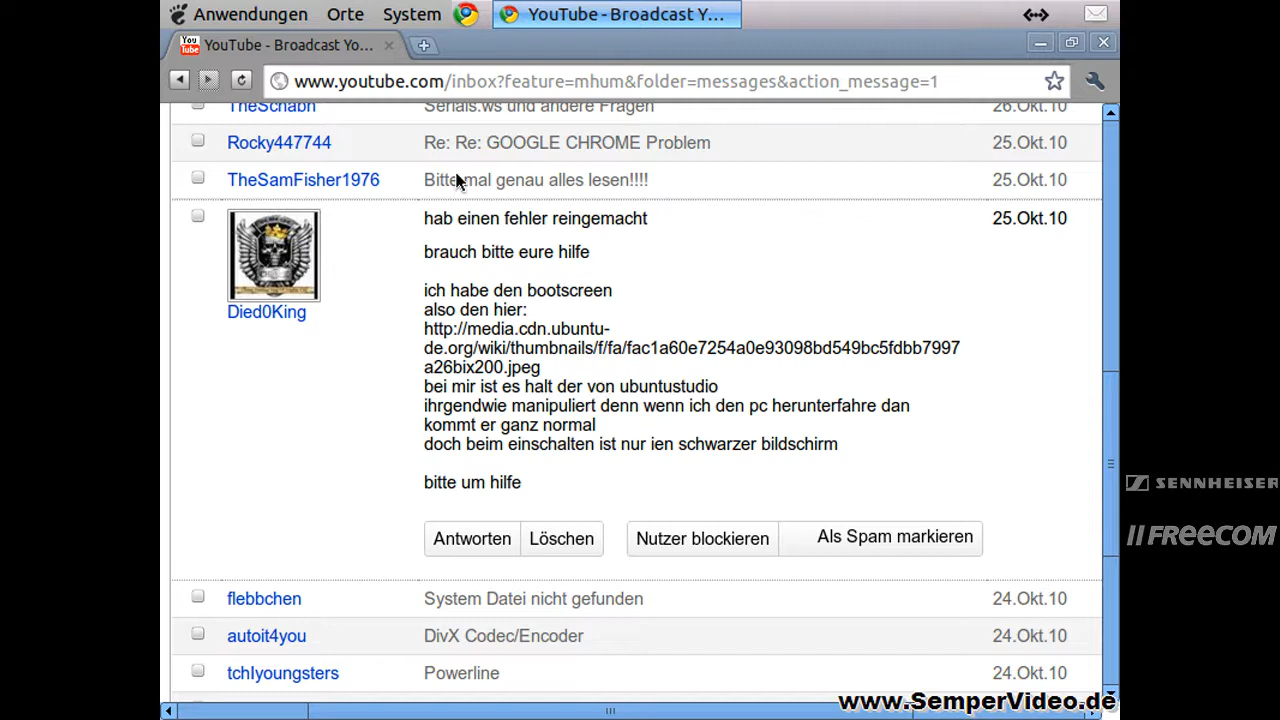 Anwendungen Orte System YouTube - Broadcast Y...
You Tube YouTube - Broadcast Yo...
www.youtube.com/inbox?feature=mhum&folder=messages&action_message=1
TheSchabn Serials.ws und andere Fragen 26.Okt.10
Rocky447744 Re: Re: GOOGLE CHROME Problem 25.Okt.10
TheSamFisher1976 Bitte mal genau alles lesen!!!! 25.Okt.10
hab einen fehler reingemacht 25.Okt.10
brauch bitte eure hilfe
ich habe den bootscreen
also den hier:
http://media.cdn.ubuntu-
de.org/wiki/thumbnails/f/fa/fac1a60e7254a0e93098bd549bc5fdbb7997
a26bix200.jpeg
bei mir ist es halt der von ubuntustudio
ihrgendwie manipuliert denn wenn ich den pc herunterfahre dan
kommt er ganz normal
doch beim einschalten ist nur ien schwarzer bildschirm
bitte um hilfe
Died0King
Antworten Löschen Nutzer blockieren Als Spam markieren
flebbchen System Datei nicht gefunden 24.Okt.10
autoit4you DivX Codec/Encoder 24.Okt.10
tchIyoungsters Powerline 24.Okt.10
SENNHEISER
FREECOM
www.SemperVideo.de